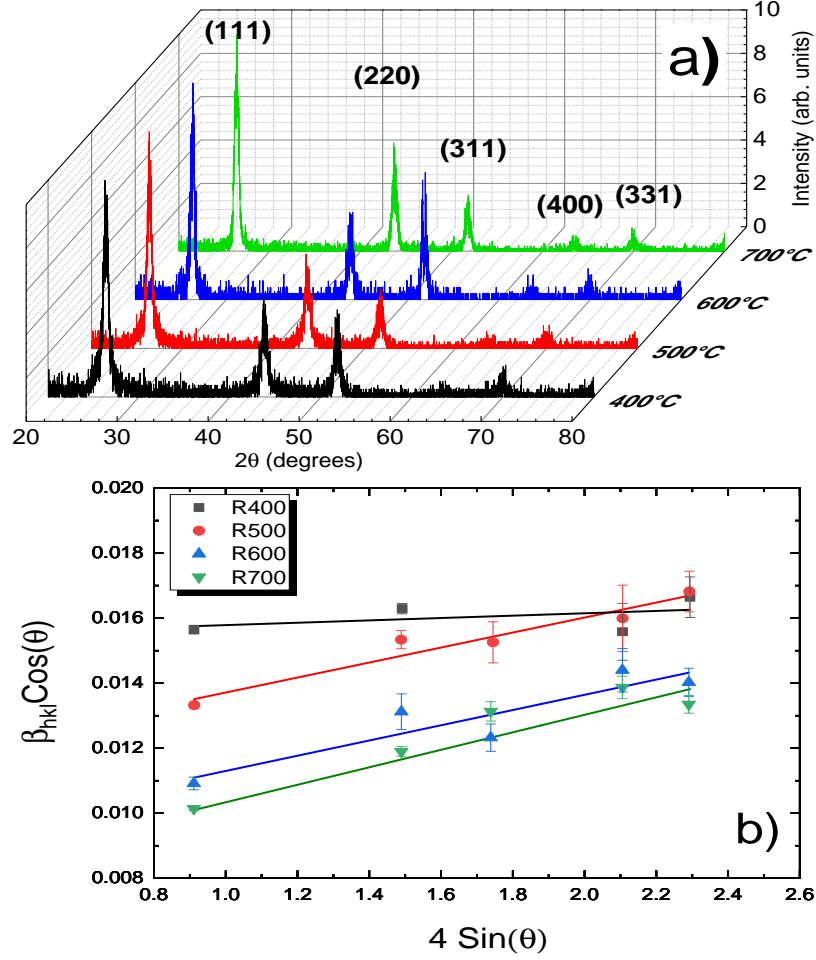 (111)
a)
(220)
(311)
(400)
(331)
10
8
6
4
2
0
Intensity (arb. units)
700°C
600°C
500°C
400°C
20 30 40 50 60 70 80
2θ (degrees)
0.020
0.018
0.016
0.014
0.012
0.010
0.008
βhklCos(θ)
R400
R500
R600
R700
b)
0.8 1.0 1.2 1.4 1.6 1.8 2.0 2.2 2.4 2.6
4 Sin(θ)